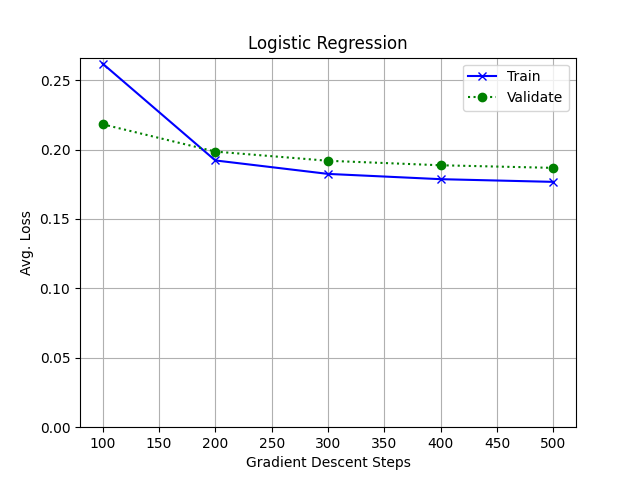 Logistic Regression
Train
Validate
0.25
0.20
0.15
0.10
0.05
0.00
Avg. Loss
100 150 200 250 300 350 400 450 500
Gradient Descent Steps